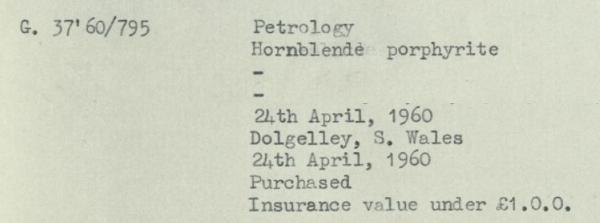 G. 37'60/795 Petrology
Hornblende porphyrite
-
-
24th April, 1960
Dolgelley, S. Wales
24th April, 1960
Purchased
Insurance value under £1.0.0.